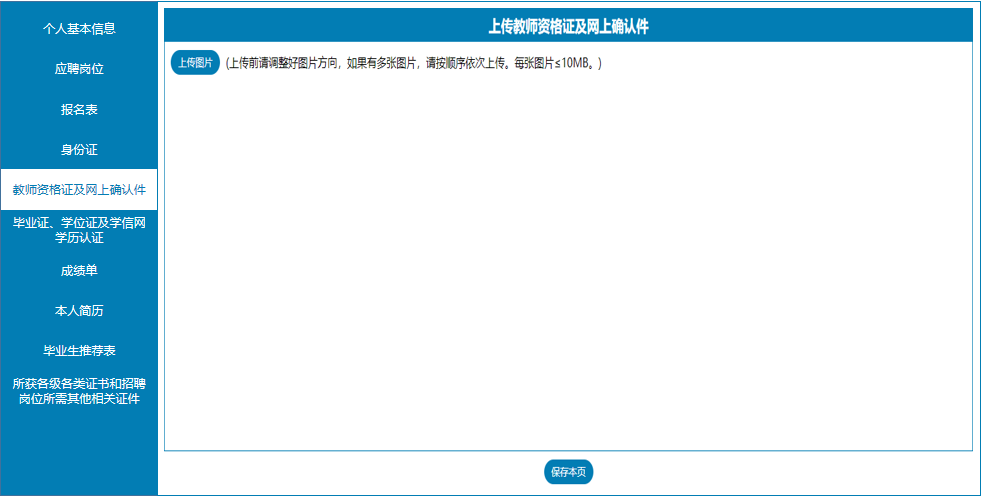 个人基本信息
应聘岗位
报名表
身份证
教师资格证及网上确认件
毕业证、学位证及学信网
学历认证
成绩单
本人简历
毕业生推荐表
所获各级各类证书和招聘
岗位所需其他相关证件
上传教师资格证及网上确认件
上传图片 (上传前请调整好图片方向，如果有多张图片，请按顺序依次上传。每张图片≤10MB。)
保存本页